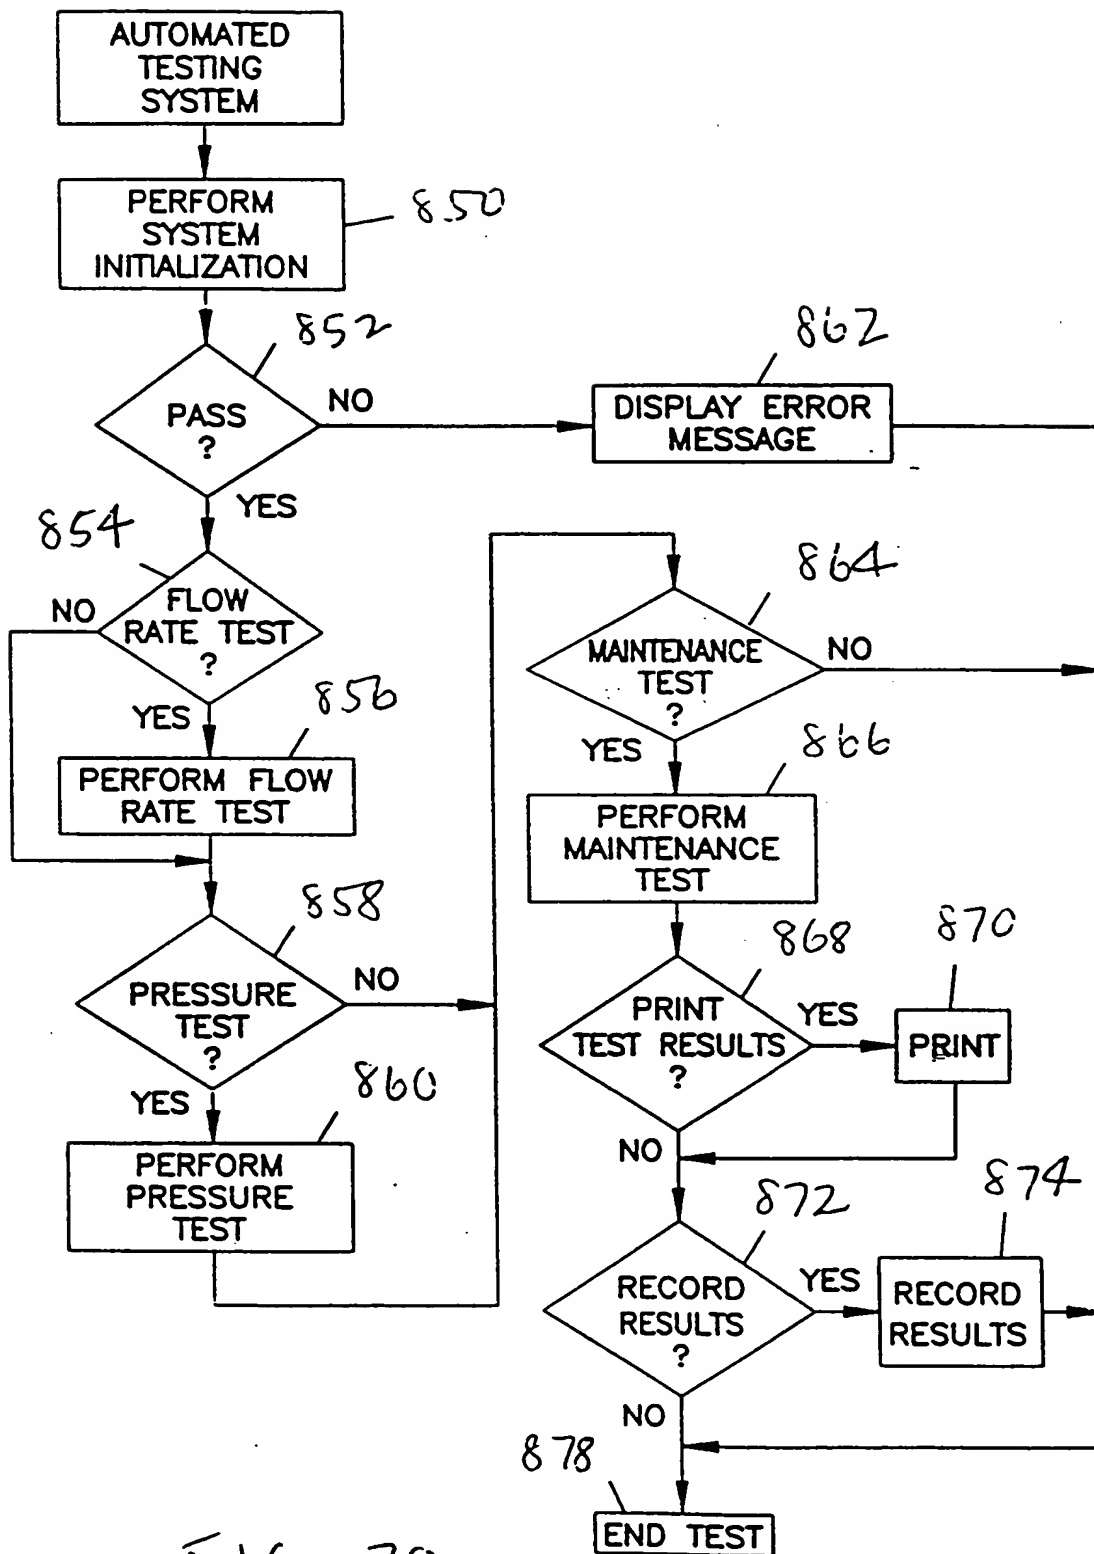 AUTOMATED
TESTING
SYSTEM
PERFORM
SYSTEM
INITIALIZATION
850
852
PASS
?
NO
YES
862
DISPLAY ERROR
MESSAGE
854
FLOW
RATE TEST
?
NO
YES
856
PERFORM FLOW
RATE TEST
858
PRESSURE
TEST
?
NO
YES
860
PERFORM
PRESSURE
TEST
864
MAINTENANCE
TEST
?
NO
YES
866
PERFORM
MAINTENANCE
TEST
868
PRINT
TEST RESULTS
?
YES
870
PRINT
NO
872
RECORD
RESULTS
?
YES
874
RECORD
RESULTS
NO
878
END TEST